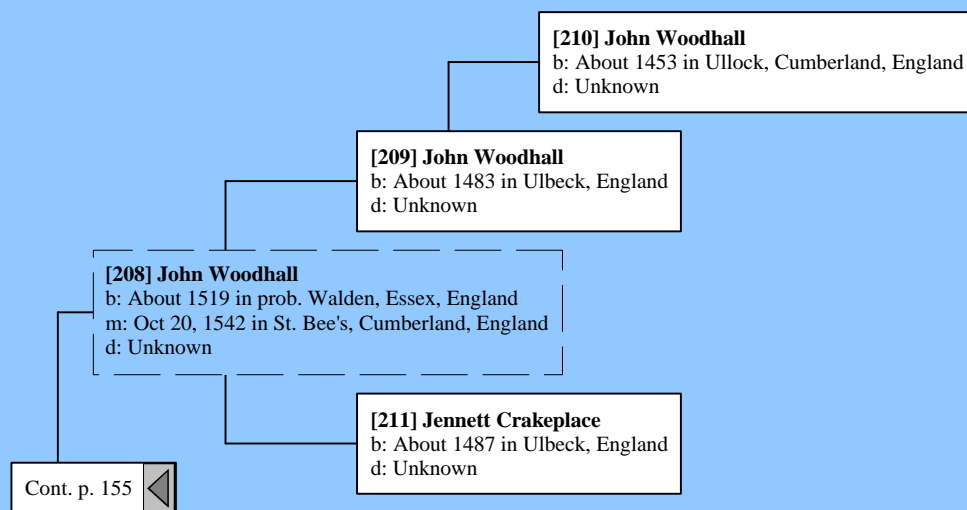 [210] John Woodhall
b: About 1453 in Ullock, Cumberland, England
d: Unknown
[209] John Woodhall
b: About 1483 in Ulbeck, England
d: Unknown
[208] John Woodhall
b: About 1519 in prob. Walden, Essex, England
m: Oct 20, 1542 in St. Bee's, Cumberland, England
d: Unknown
[211] Jennett Crakeplace
b: About 1487 in Ulbeck, England
d: Unknown
Cont. p. 155